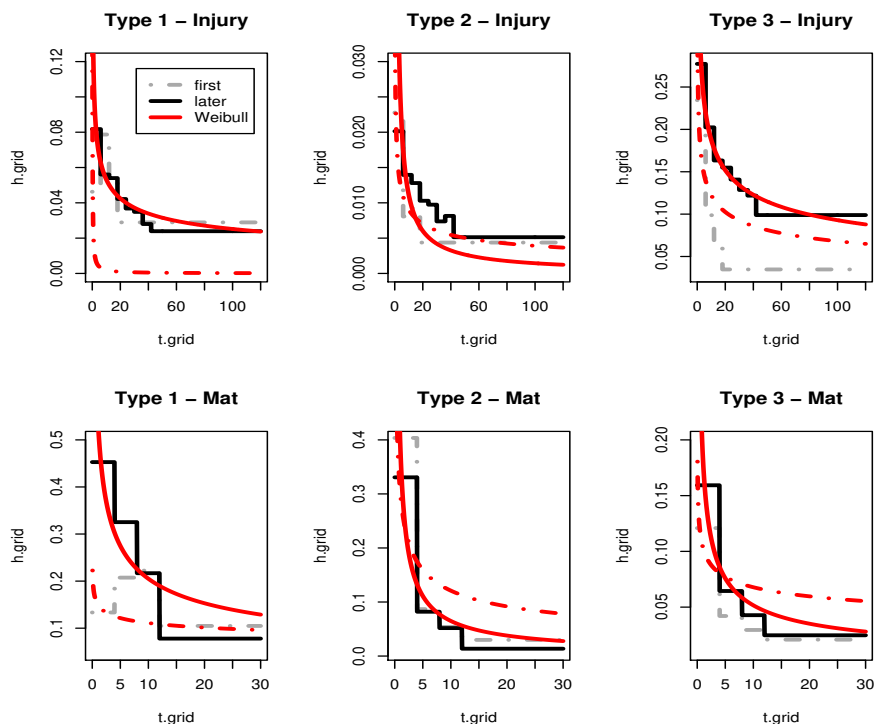 Type 1 − Injury
Type 2 − Injury
Type 3 − Injury
h.grid
0.00
0.04
0.08
0.12
first
later
Weibull
0
20
60
100
t.grid
h.grid
0.000
0.010
0.020
0.030
0
20
60
100
t.grid
h.grid
0.05
0.10
0.15
0.20
0.25
0
20
60
100
t.grid
Type 1 − Mat
Type 2 − Mat
Type 3 − Mat
h.grid
0.1
0.2
0.3
0.4
0.5
0
5
10
20
30
t.grid
h.grid
0.0
0.1
0.2
0.3
0.4
0
5
10
20
30
t.grid
h.grid
0.05
0.10
0.15
0.20
0
5
10
20
30
t.grid